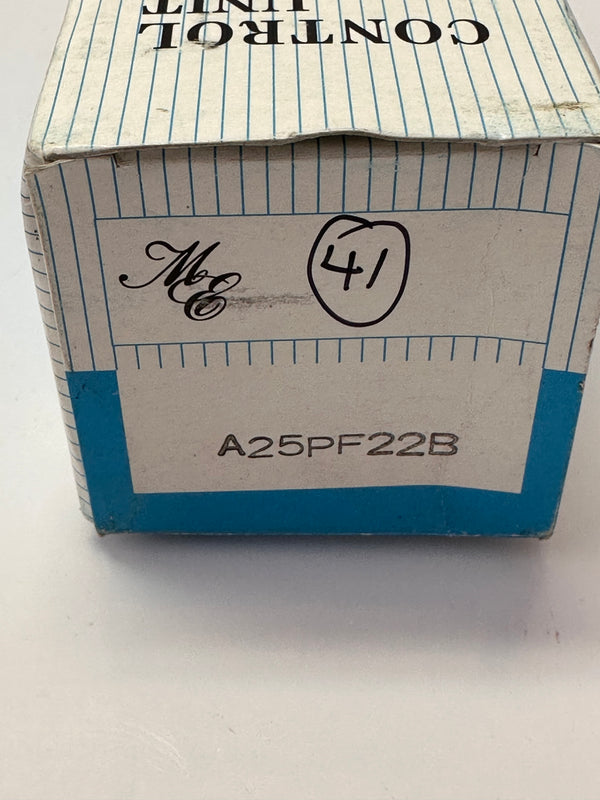 CONTROL
UNIT
ME
41
A25PF22B